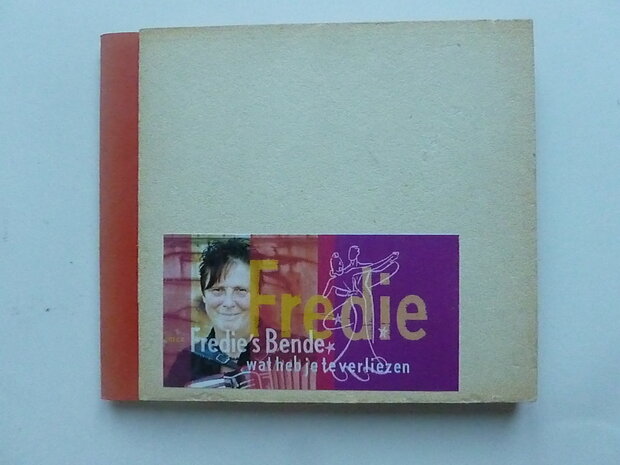 Fredie
Fredie's Bende
wat heb je te verliezen